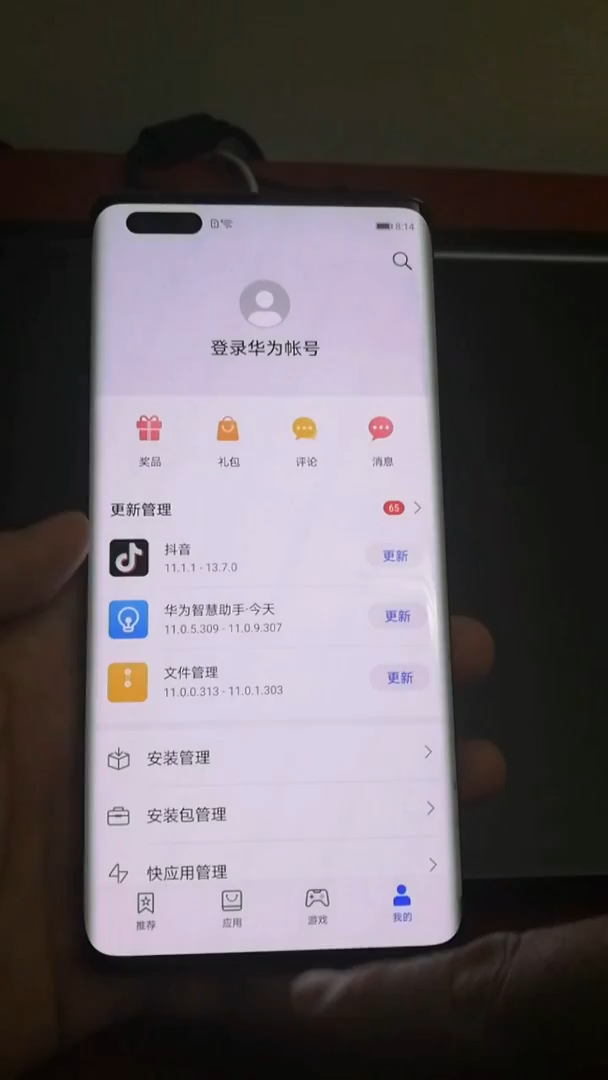 8:14
登录华为帐号
奖品
礼包
评论
消息
更新管理
65
抖音
11.1.1 - 13.7.0
更新
华为智慧助手·今天
11.0.5.309 - 11.0.9.307
更新
文件管理
11.0.0.313 - 11.0.1.303
更新
安装管理
安装包管理
快应用管理
推荐
应用
游戏
我的